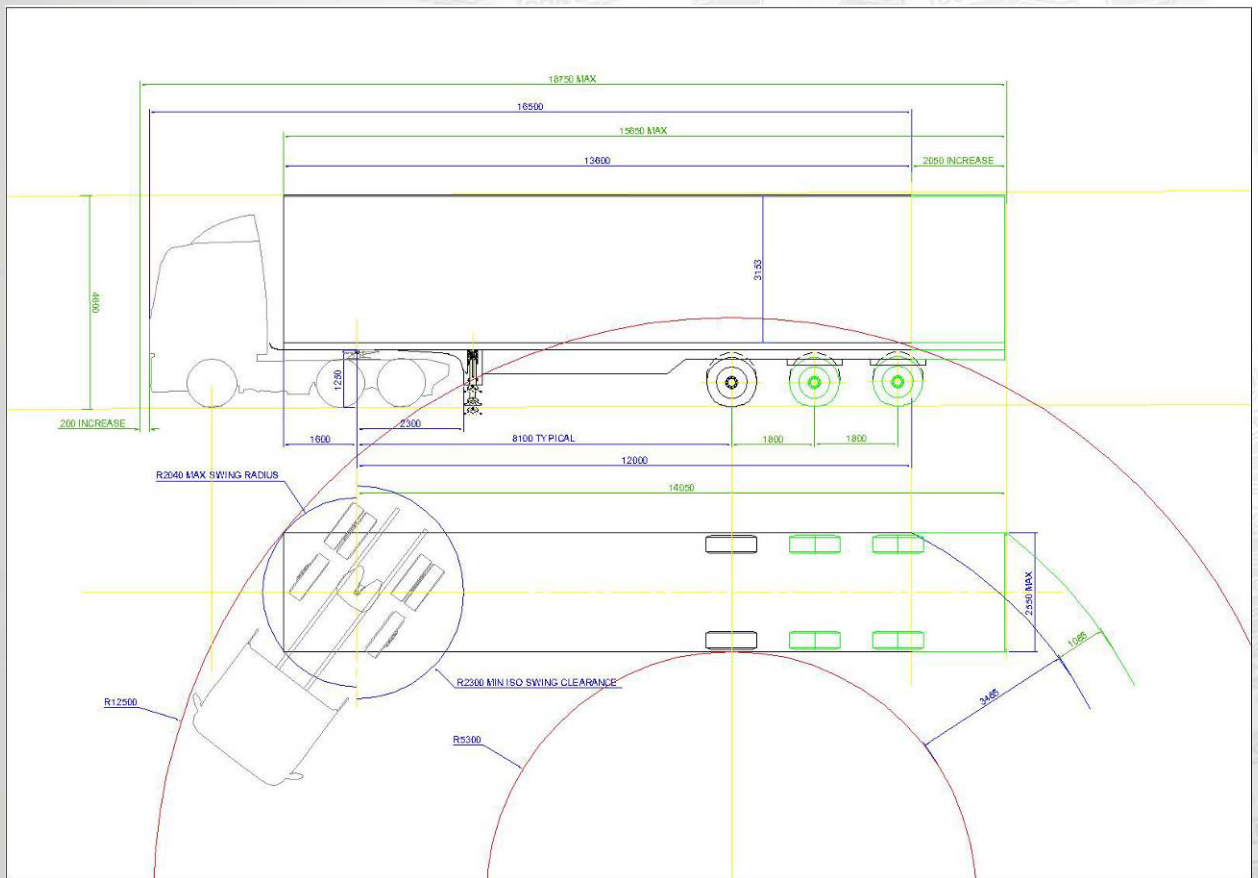 18750 MAX
16500
15650 MAX
13600
2050 INCREASE
3153
4600
1250
200 INCREASE
2300
1600
8100 TYPICAL
1800
1800
12000
R2040 MAX SWING RADIUS
14050
2550 MAX
1085
R2300 MIN ISO SWING CLEARANCE
3465
R12500
R5300